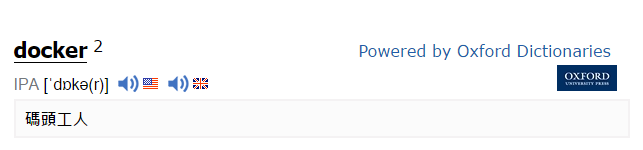 docker 2
Powered by Oxford Dictionaries
OXFORD
UNIVERSITY PRESS
IPA [ˈdɒkə(r)]
碼頭工人